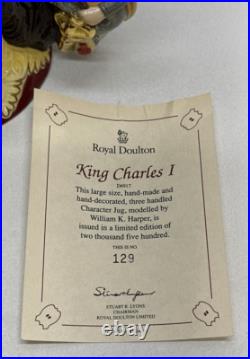 Royal Doulton
King Charles I
D6917
This large size, hand-made and
hand-decorated, three handled
Character Jug, modelled by
William K. Harper, is
issued in a limited edition of
two thousand five hundred.
THIS IS NO.
129
STUART R. LYONS
CHAIRMAN
ROYAL DOULTON LIMITED